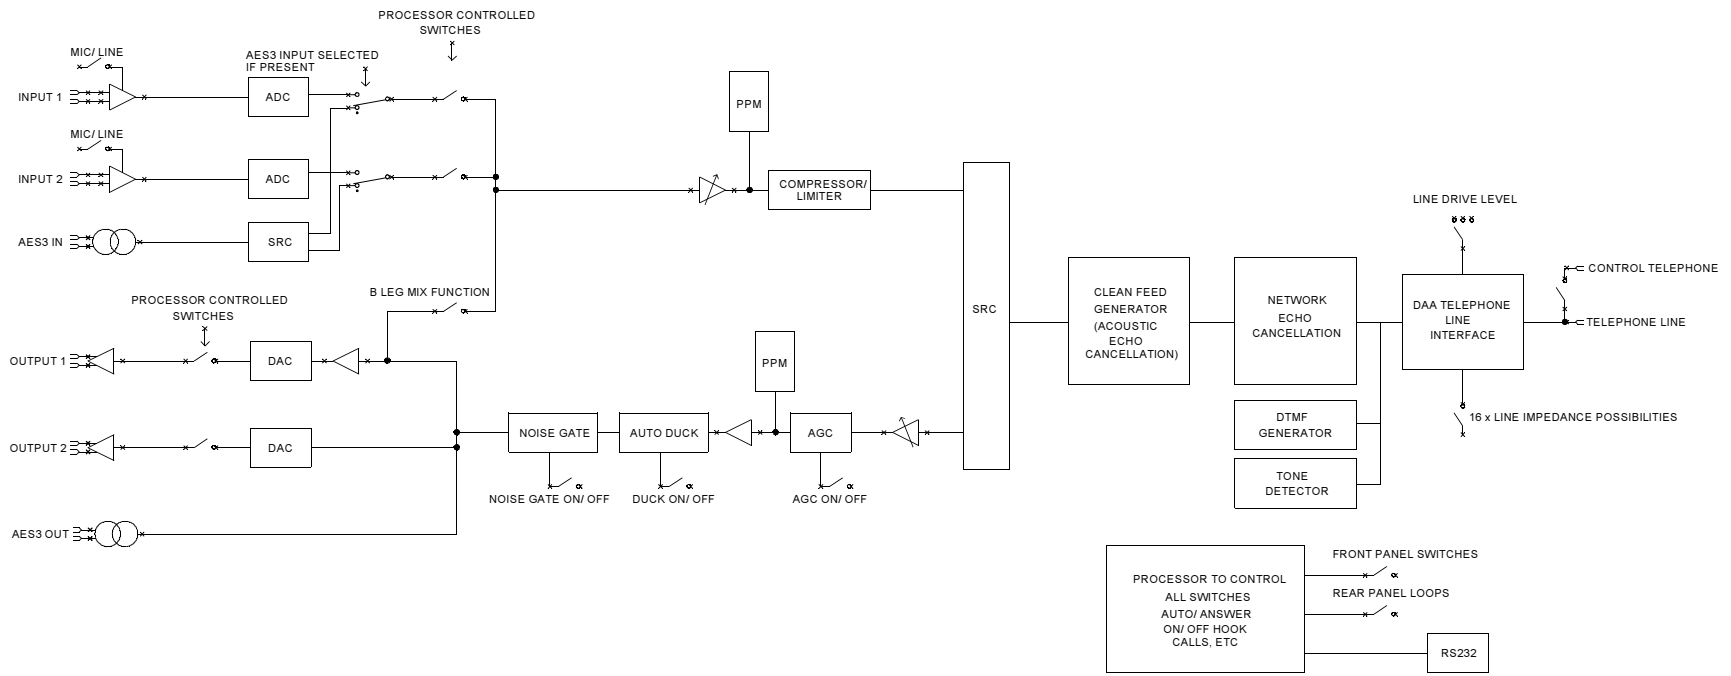 PROCESSOR CONTROLLED
SWITCHES
MIC/ LINE
AES3 INPUT SELECTED
IF PRESENT
INPUT 1
ADC
PPM
MIC/ LINE
INPUT 2
ADC
COMPRESSOR/
LIMITER
AES3 IN
SRC
LINE DRIVE LEVEL
CONTROL TELEPHONE
B LEG MIX FUNCTION
PROCESSOR CONTROLLED
SWITCHES
SRC
CLEAN FEED
GENERATOR
(ACOUSTIC
ECHO
CANCELLATION)
NETWORK
ECHO
CANCELLATION
DAA TELEPHONE
LINE
INTERFACE
TELEPHONE LINE
OUTPUT 1
DAC
PPM
16 x LINE IMPEDANCE POSSIBILITIES
DTMF
GENERATOR
NOISE GATE
AUTO DUCK
AGC
OUTPUT 2
DAC
TONE
DETECTOR
NOISE GATE ON/ OFF
DUCK ON/ OFF
AGC ON/ OFF
AES3 OUT
FRONT PANEL SWITCHES
PROCESSOR TO CONTROL
ALL SWITCHES
AUTO/ ANSWER
ON/ OFF HOOK
CALLS, ETC
REAR PANEL LOOPS
RS232